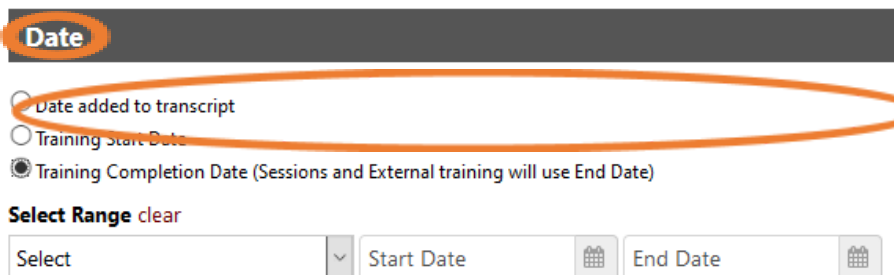 Date
Date added to transcript
Training Start Date
Training Completion Date (Sessions and External training will use End Date)
Select Range clear
Select Start Date End Date